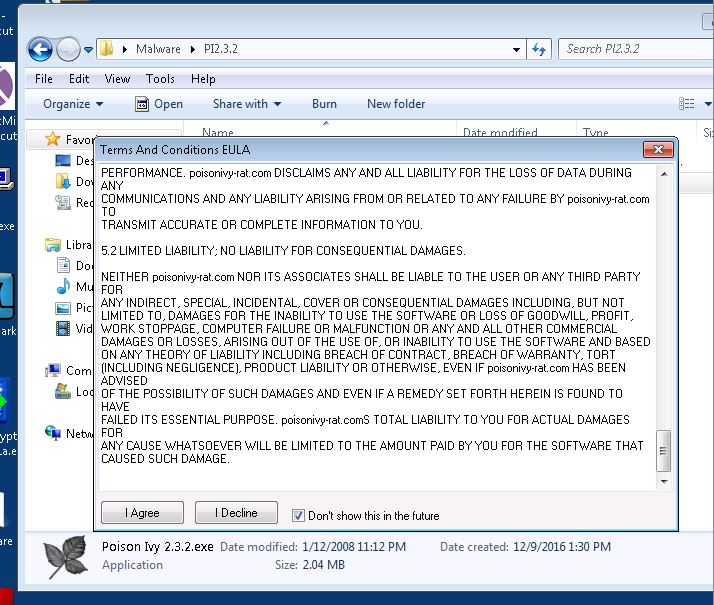 cut
Malware
PI2.3.2
Search PI2.3.2
File Edit View Tools Help
Organize
Open
Share with
Burn
New folder
Name
Date modified
Type
Favor
Des
Dov
Rec
Libra
Doc
Mu
Pict
Vid
Com
Loc
Netw
cut
.exe
ark
ypt
a.e
are
Terms And Conditions EULA
PERFORMANCE. poisonivy-rat.com DISCLAIMS ANY AND ALL LIABILITY FOR THE LOSS OF DATA DURING
ANY
COMMUNICATIONS AND ANY LIABILITY ARISING FROM OR RELATED TO ANY FAILURE BY poisonivy-rat.com
TO
TRANSMIT ACCURATE OR COMPLETE INFORMATION TO YOU.
5.2 LIMITED LIABILITY; NO LIABILITY FOR CONSEQUENTIAL DAMAGES.
NEITHER poisonivy-rat.com NOR ITS ASSOCIATES SHALL BE LIABLE TO THE USER OR ANY THIRD PARTY
FOR
ANY INDIRECT, SPECIAL, INCIDENTAL, COVER OR CONSEQUENTIAL DAMAGES INCLUDING, BUT NOT
LIMITED TO, DAMAGES FOR THE INABILITY TO USE THE SOFTWARE OR LOSS OF GOODWILL, PROFIT,
WORK STOPPAGE, COMPUTER FAILURE OR MALFUNCTION OR ANY AND ALL OTHER COMMERCIAL
DAMAGES OR LOSSES, ARISING OUT OF THE USE OF, OR INABILITY TO USE THE SOFTWARE AND BASED
ON ANY THEORY OF LIABILITY INCLUDING BREACH OF CONTRACT, BREACH OF WARRANTY, TORT
(INCLUDING NEGLIGENCE), PRODUCT LIABILITY OR OTHERWISE, EVEN IF poisonivy-rat.com HAS BEEN
ADVISED
OF THE POSSIBILITY OF SUCH DAMAGES AND EVEN IF A REMEDY SET FORTH HEREIN IS FOUND TO
HAVE
FAILED ITS ESSENTIAL PURPOSE. poisonivy-rat.comS TOTAL LIABILITY TO YOU FOR ACTUAL DAMAGES
FOR
ANY CAUSE WHATSOEVER WILL BE LIMITED TO THE AMOUNT PAID BY YOU FOR THE SOFTWARE THAT
CAUSED SUCH DAMAGE.
I Agree
I Decline
Don't show this in the future
Poison Ivy 2.3.2.exe Date modified: 1/12/2008 11:12 PM Date created: 12/9/2016 1:30 PM
Application Size: 2.04 MB